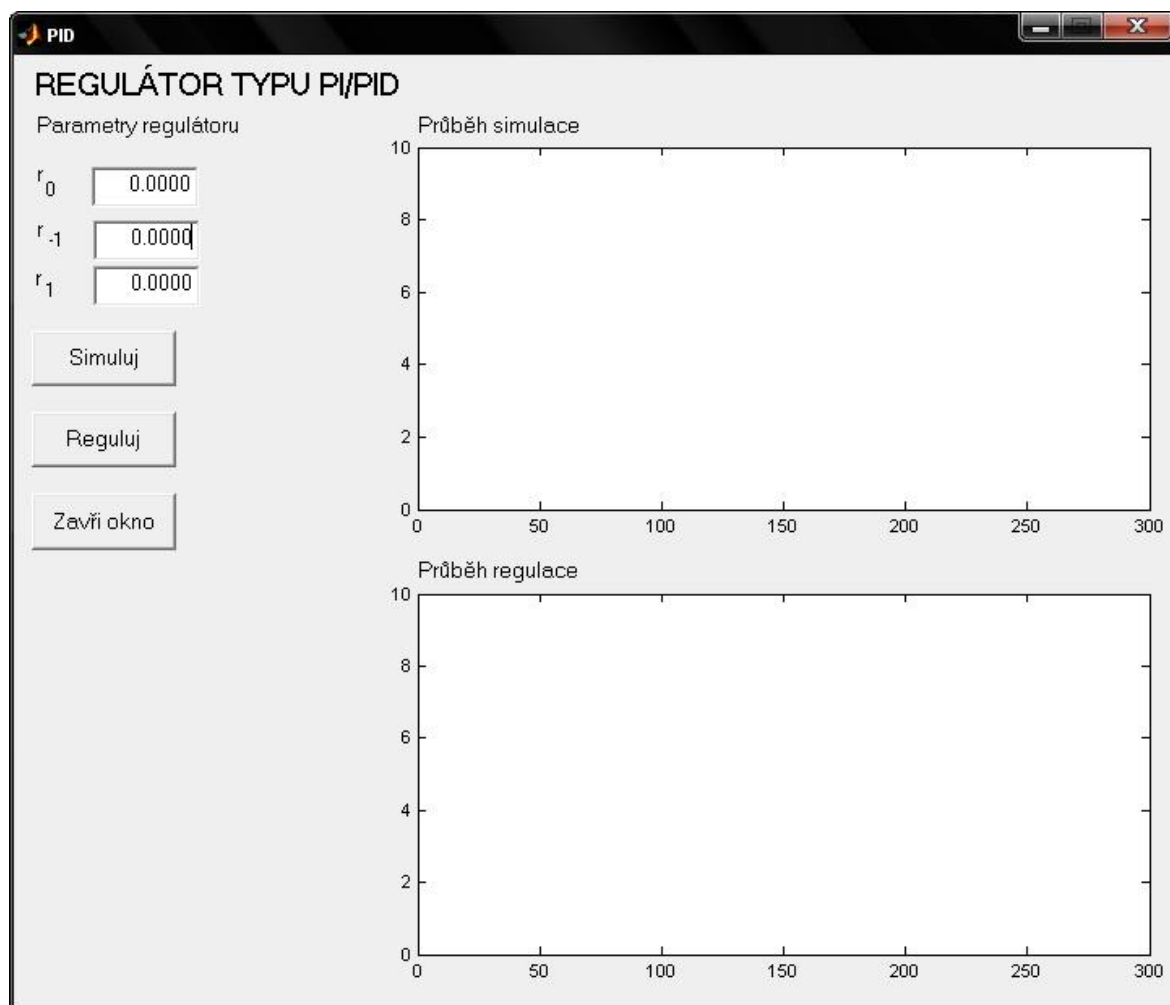 PID
REGULÁTOR TYPU PI/PID
Parametry regulátoru
r0 0.0000
r-1 0.0000
r1 0.0000
Simuluj
Reguluj
Zavři okno
Průběh simulace
10
8
6
4
2
0
0 50 100 150 200 250 300
Průběh regulace
10
8
6
4
2
0
0 50 100 150 200 250 300